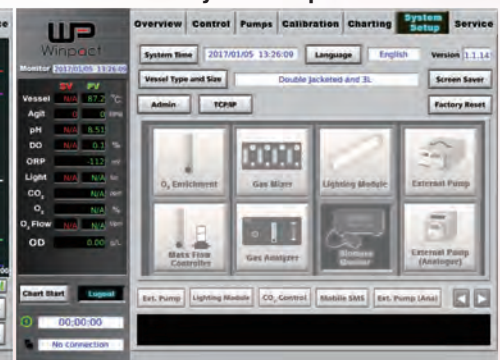 WP
Winpact
Monitor 2017/01/05 13:26:09
SV PV
Vessel N/A 87.2 °C
Agit 0 0 RPM
pH N/A 8.51
DO N/A 0.1 %
ORP -112 mV
Light N/A N/A
CO₂ N/A
O₂ N/A %
O₂ Flow N/A N/A
OD 0.00
Chart Start Logout
00:00:00
No connection
Overview Control Pumps Calibration Charting System Setup Service
System Time 2017/01/05 13:26:09 Language English Version 1.1.14
Vessel Type and Size Double Jacketed and 3L Screen Saver
Admin TCP/IP Factory Reset
O₂ Enrichment Gas Mixer Lighting Module External Pump
Mass Flow Controller Gas Analyzer Biomass Monitor External Pump (Analogue)
Ext. Pump Lighting Module CO₂ Control Mobile SMS Ext. Pump (Ana)